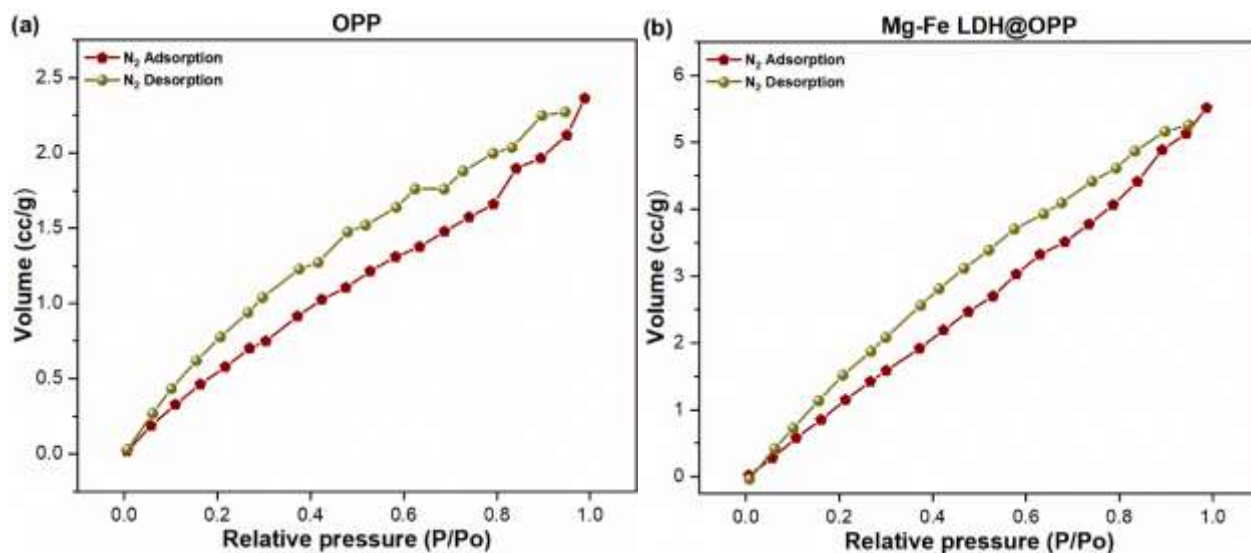 (a)
OPP
N₂ Adsorption
N₂ Desorption
2.5
2.0
1.5
1.0
0.5
0.0
Volume (cc/g)
0.0 0.2 0.4 0.6 0.8 1.0
Relative pressure (P/Po)
(b)
Mg-Fe LDH@OPP
N₂ Adsorption
N₂ Desorption
6
5
4
3
2
1
0
Volume (cc/g)
0.0 0.2 0.4 0.6 0.8 1.0
Relative pressure (P/Po)